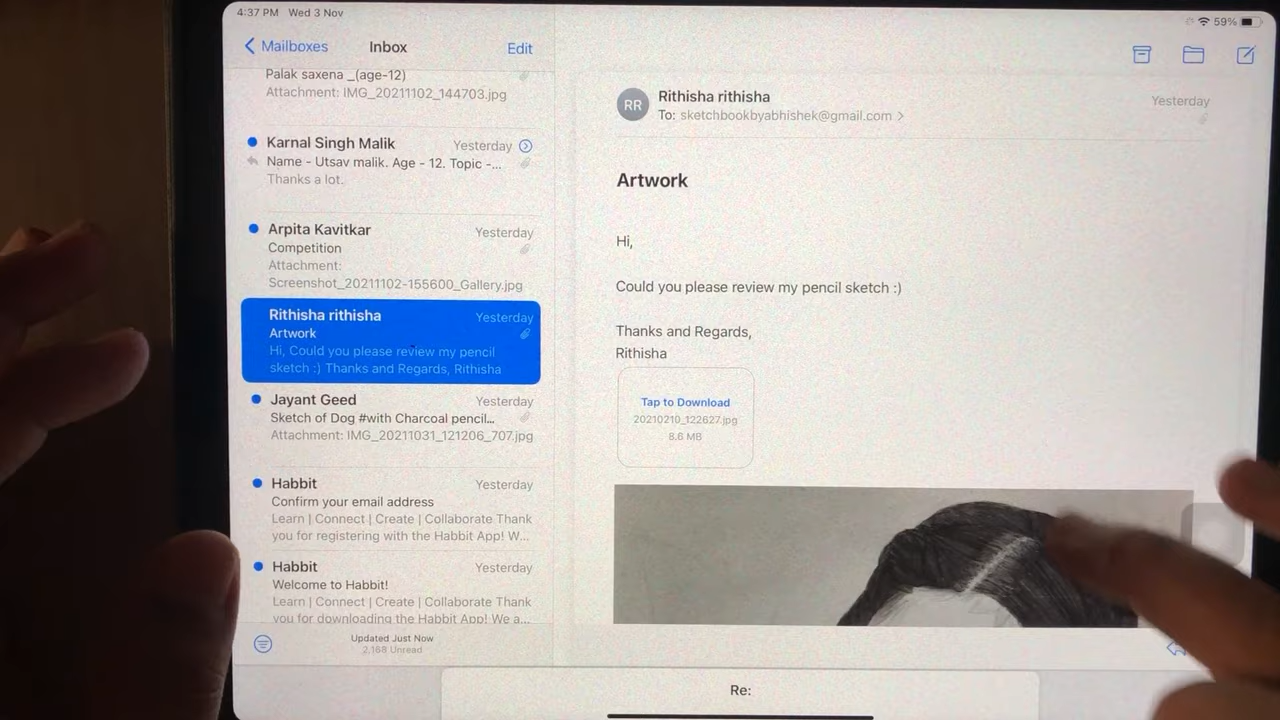 4:37 PM Wed 3 Nov
59%
Mailboxes
Inbox
Edit
Palak saxena _(age-12)
Attachment: IMG_20211102_144703.jpg
Karnal Singh Malik
Yesterday
Name - Utsav malik. Age - 12. Topic -...
Thanks a lot.
Arpita Kavitkar
Yesterday
Competition
Attachment:
Screenshot_20211102-155600_Gallery.jpg
Rithisha rithisha
Yesterday
Artwork
Hi, Could you please review my pencil
sketch :) Thanks and Regards, Rithisha
Jayant Geed
Yesterday
Sketch of Dog #with Charcoal pencil...
Attachment: IMG_20211031_121206_707.jpg
Habbit
Yesterday
Confirm your email address
Learn | Connect | Create | Collaborate Thank
you for registering with the Habbit App! W...
Habbit
Yesterday
Welcome to Habbit!
Learn | Connect | Create | Collaborate Thank
you for downloading the Habbit App! We a...
Updated Just Now
2,168 Unread
RR
Rithisha rithisha
Yesterday
To: sketchbookbyabhishek@gmail.com
Artwork
Hi,
Could you please review my pencil sketch :)
Thanks and Regards,
Rithisha
Tap to Download
20210210_122627.jpg
8.6 MB
Re: